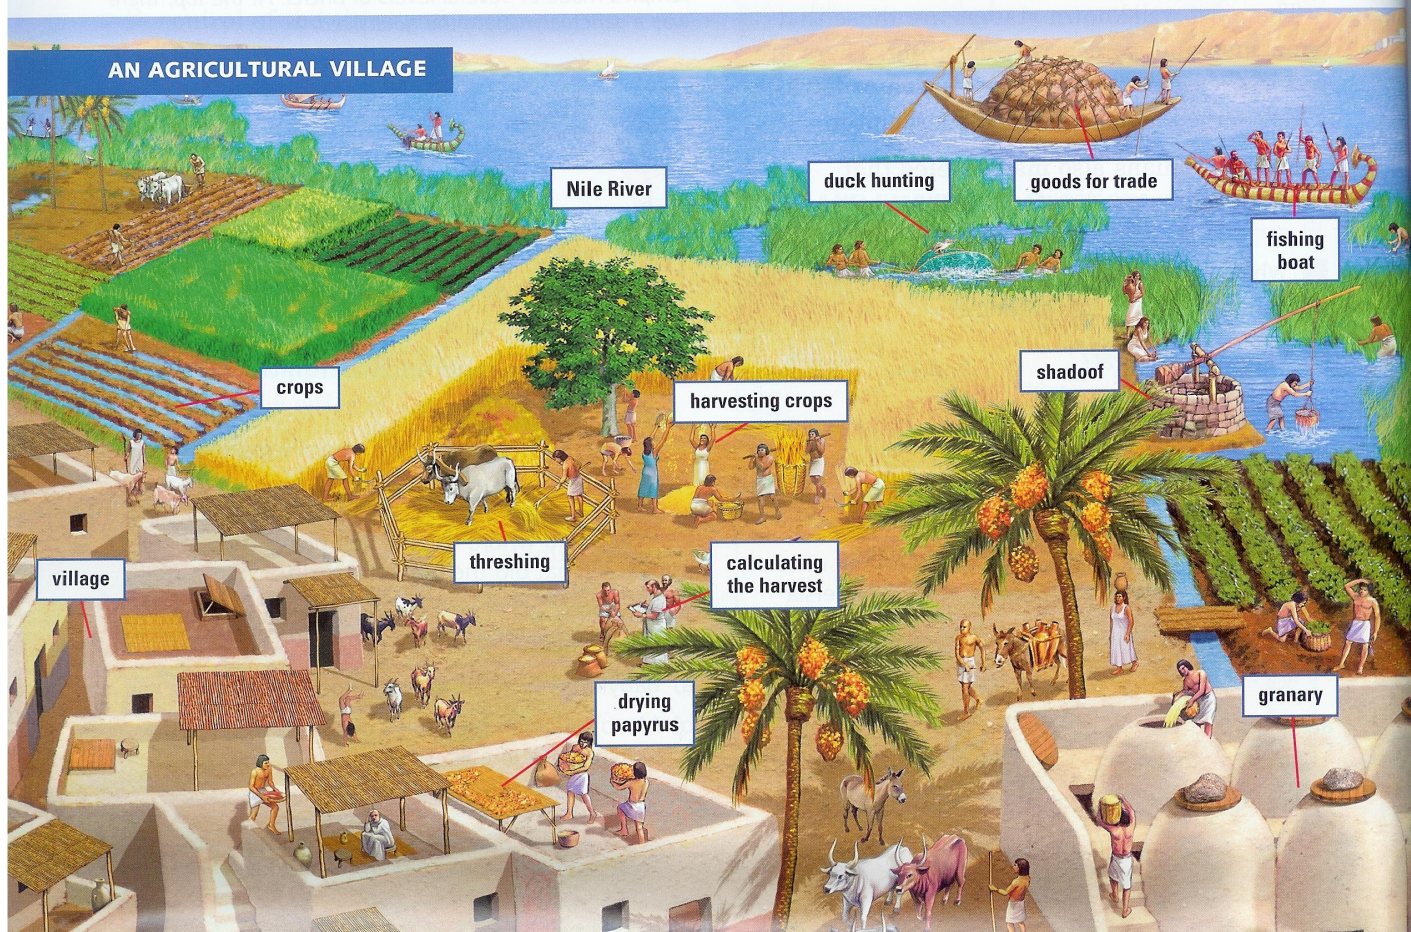 AN AGRICULTURAL VILLAGE
Nile River
duck hunting
goods for trade
fishing
boat
crops
harvesting crops
shadoof
threshing
calculating
the harvest
village
drying
papyrus
granary